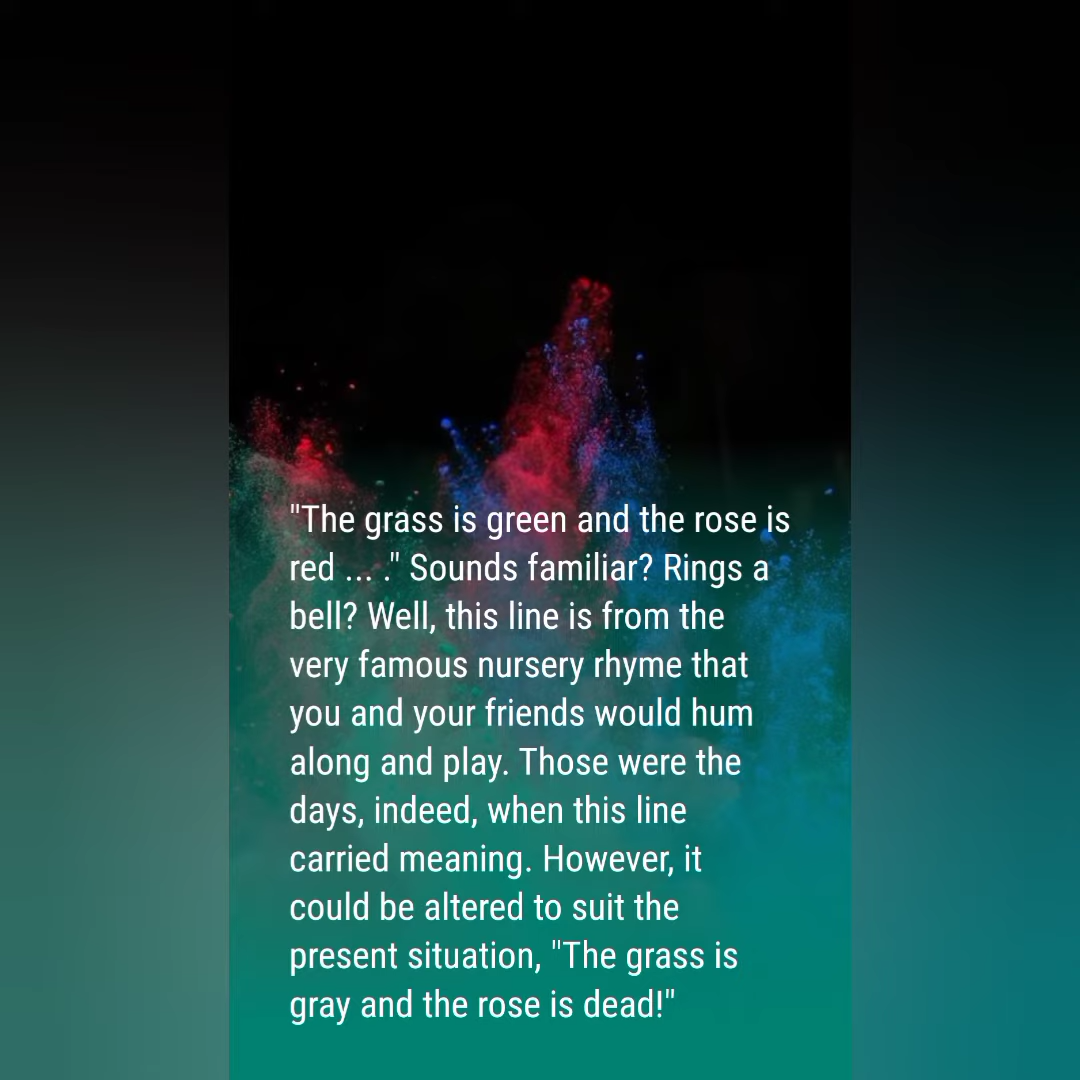 "The grass is green and the rose is
red ... ." Sounds familiar? Rings a
bell? Well, this line is from the
very famous nursery rhyme that
you and your friends would hum
along and play. Those were the
days, indeed, when this line
carried meaning. However, it
could be altered to suit the
present situation, "The grass is
gray and the rose is dead!"